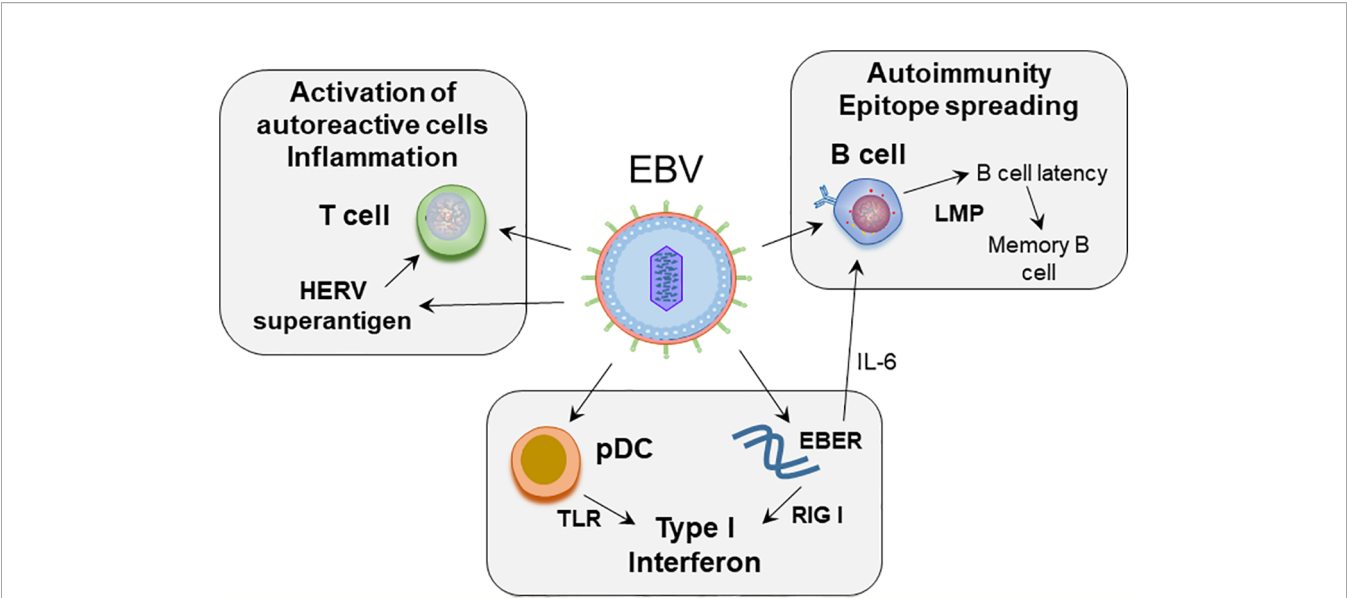 Activation of
autoreactive cells
Inflammation
T cell
HERV
superantigen
EBV
Autoimmunity
Epitope spreading
B cell
B cell latency
LMP
Memory B
cell
IL-6
pDC
EBER
TLR
RIG I
Type I
Interferon